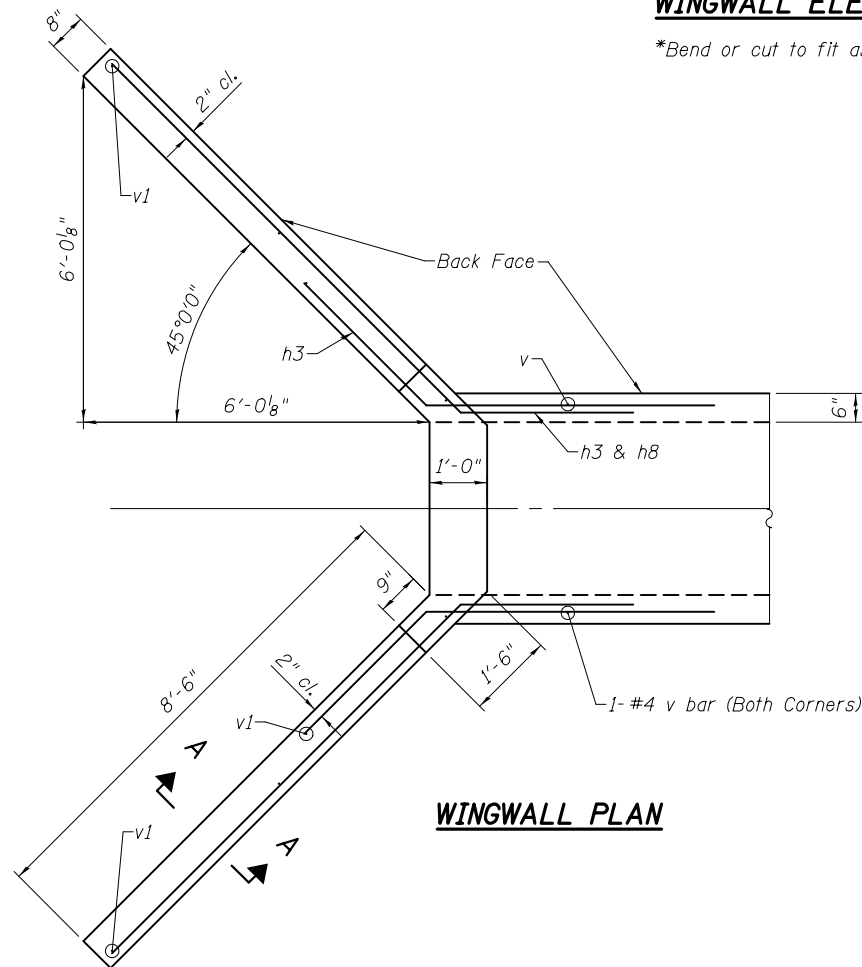 WINGWALL ELE
*Bend or cut to fit as
8"
2" cl.
v1
6'-0⅛"
45°0'0"
Back Face
h3
v
6'-0⅛"
6"
h3 & h8
1'-0"
9"
1'-6"
8'-6"
2" cl.
1-#4 v bar (Both Corners)
v1
A
A
v1
WINGWALL PLAN